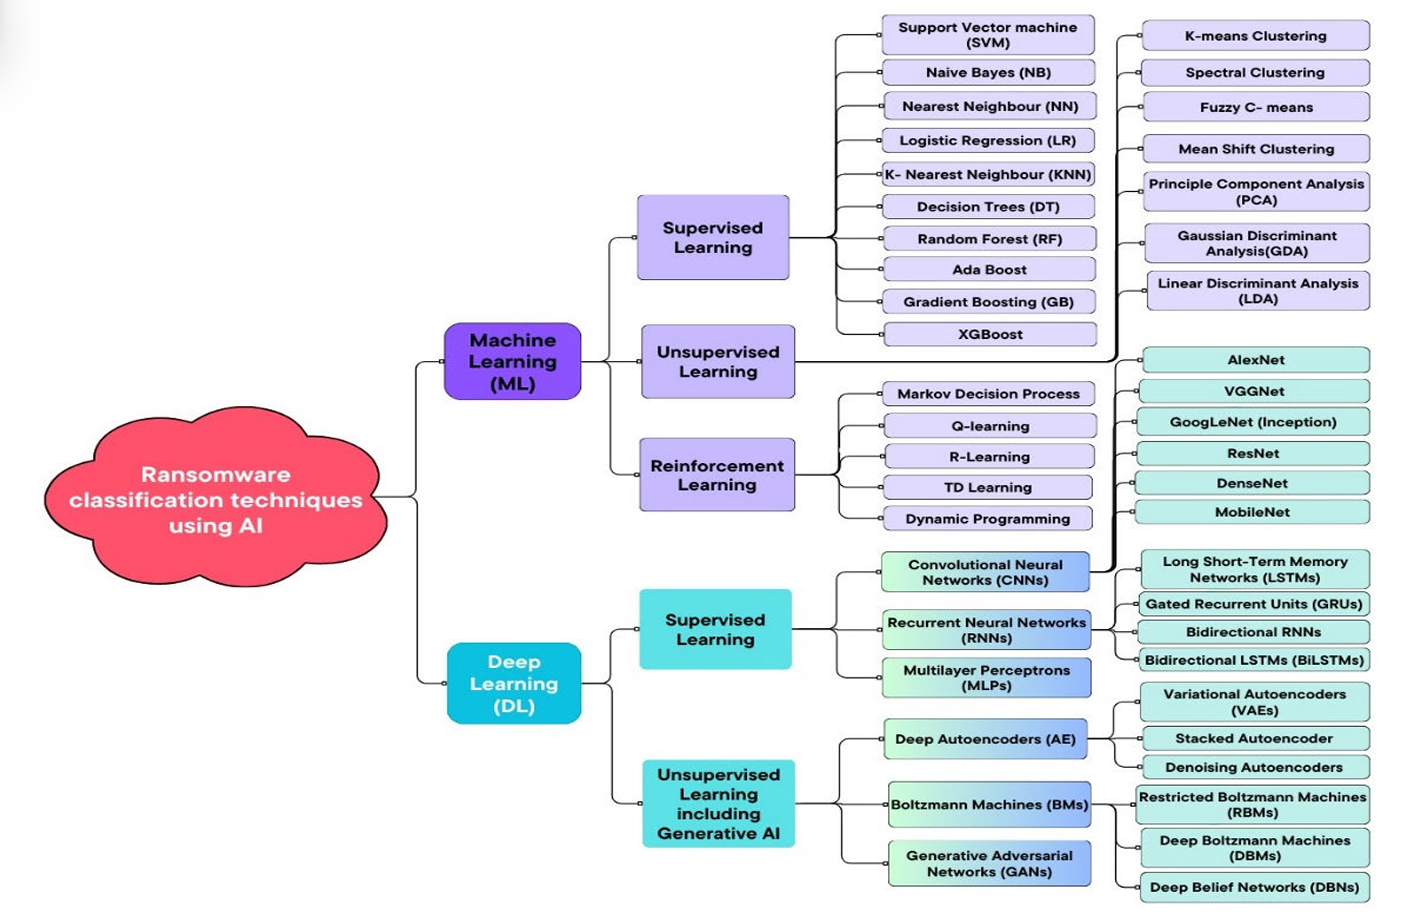 Ransomware
classification techniques
using AI
Machine
Learning
(ML)
Supervised
Learning
Support Vector machine
(SVM)
Naive Bayes (NB)
Nearest Neighbour (NN)
Logistic Regression (LR)
K- Nearest Neighbour (KNN)
Decision Trees (DT)
Random Forest (RF)
Ada Boost
Gradient Boosting (GB)
XGBoost
Unsupervised
Learning
K-means Clustering
Spectral Clustering
Fuzzy C- means
Mean Shift Clustering
Principle Component Analysis
(PCA)
Gaussian Discriminant
Analysis(GDA)
Linear Discriminant Analysis
(LDA)
Reinforcement
Learning
Markov Decision Process
Q-learning
R-Learning
TD Learning
Dynamic Programming
Deep
Learning
(DL)
Supervised
Learning
Convolutional Neural
Networks (CNNs)
AlexNet
VGGNet
GoogLeNet (Inception)
ResNet
DenseNet
MobileNet
Recurrent Neural Networks
(RNNs)
Long Short-Term Memory
Networks (LSTMs)
Gated Recurrent Units (GRUs)
Bidirectional RNNs
Bidirectional LSTMs (BiLSTMs)
Multilayer Perceptrons
(MLPs)
Unsupervised
Learning
including
Generative AI
Deep Autoencoders (AE)
Variational Autoencoders
(VAEs)
Stacked Autoencoder
Denoising Autoencoders
Boltzmann Machines (BMs)
Restricted Boltzmann Machines
(RBMs)
Deep Boltzmann Machines
(DBMs)
Deep Belief Networks (DBNs)
Generative Adversarial
Networks (GANs)